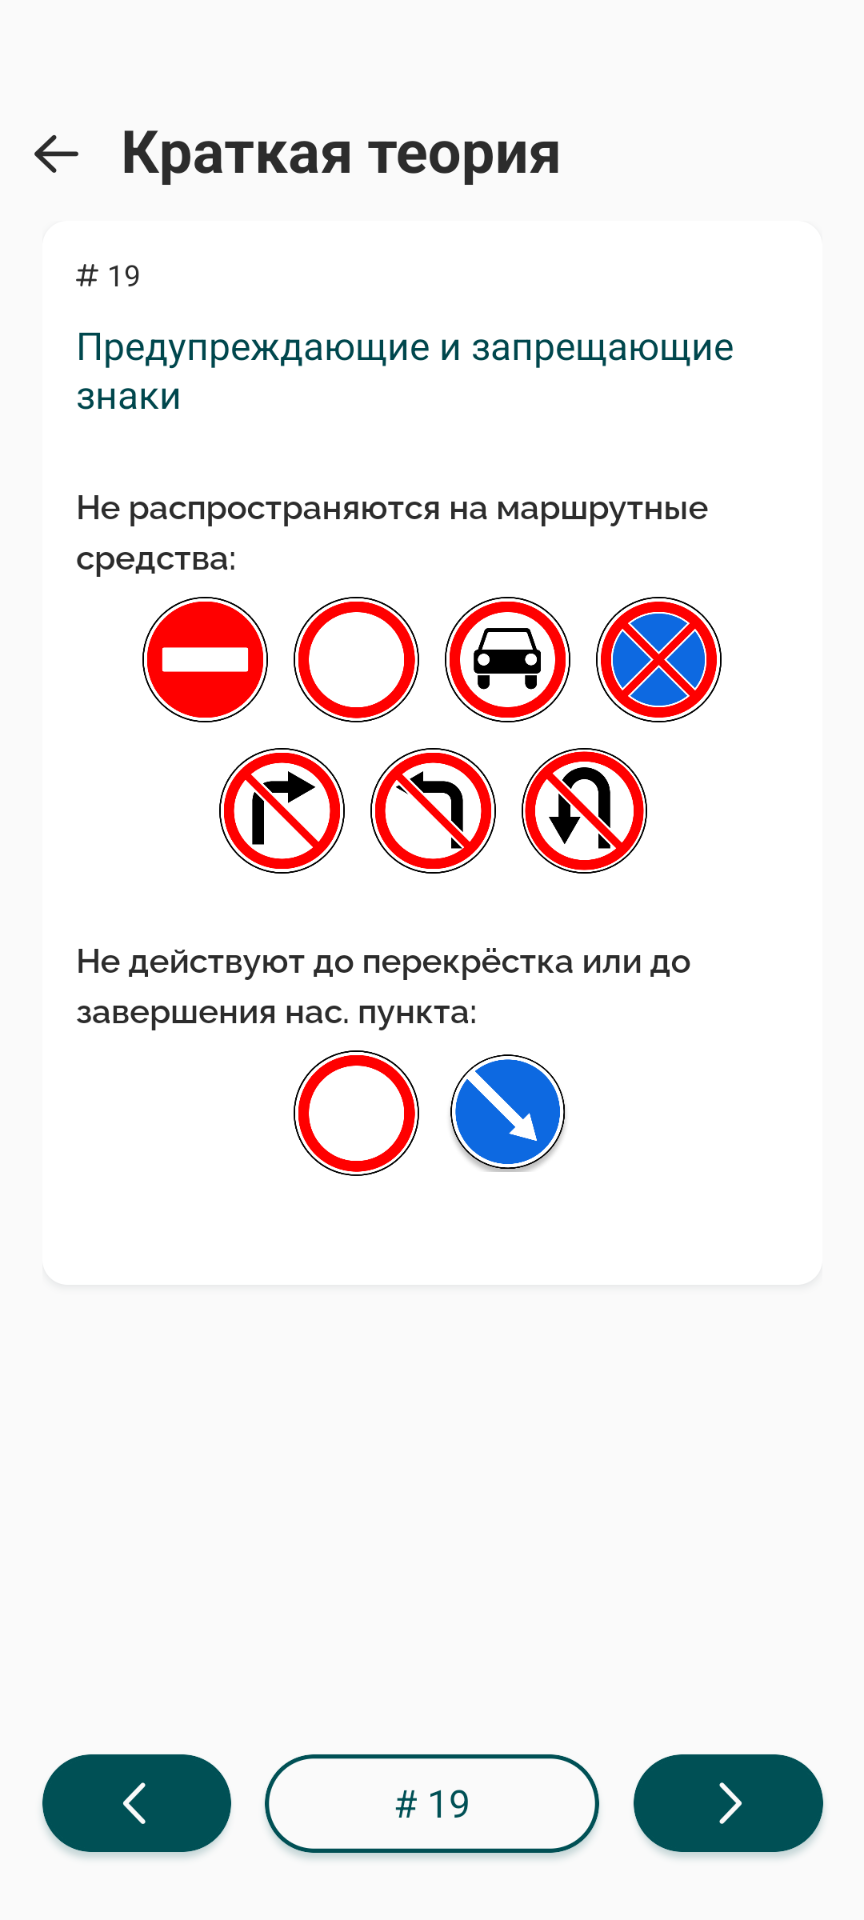 Краткая теория
# 19
Предупреждающие и запрещающие
знаки
Не распространяются на маршрутные
средства:
Не действуют до перекрёстка или до
завершения нас. пункта:
# 19